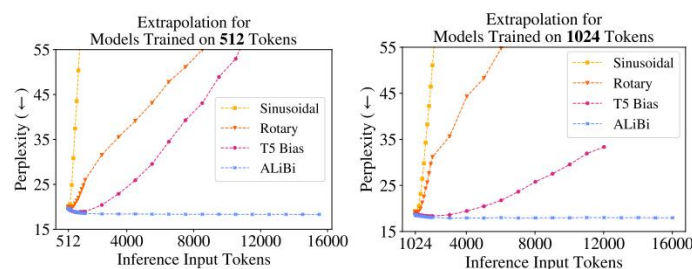 Extrapolation for
Models Trained on 512 Tokens
Perplexity (←)
55
45
35
25
15
Sinusoidal
Rotary
T5 Bias
ALiBi
512
4000
8000
12000
16000
Inference Input Tokens
Extrapolation for
Models Trained on 1024 Tokens
Perplexity (←)
55
45
35
25
15
Sinusoidal
Rotary
T5 Bias
ALiBi
1024
4000
8000
12000
16000
Inference Input Tokens